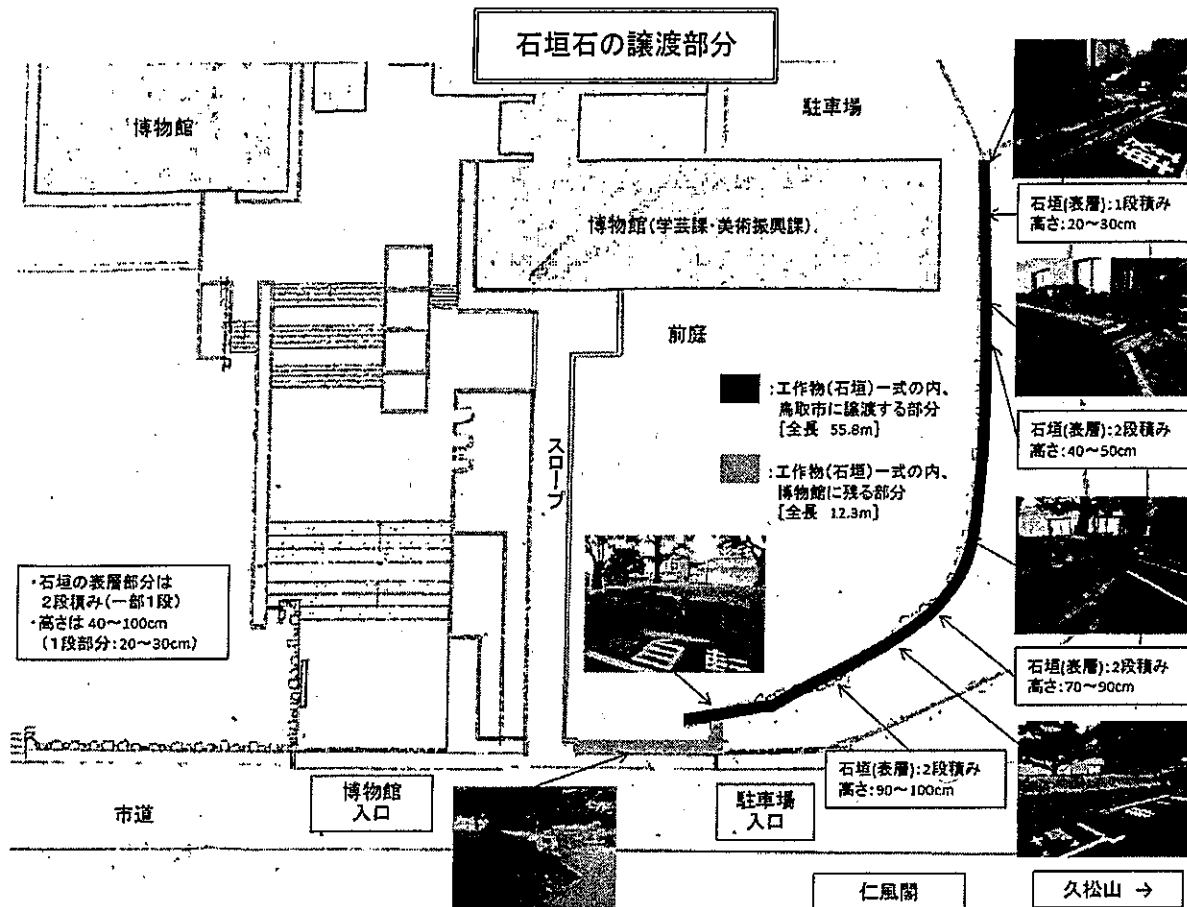 石垣石の譲渡部分
博物館
駐車場
博物館(学芸課・美術振興課)
石垣(表層):1段積み
高さ:20～30cm
前庭
:工作物(石垣)一式の内、
鳥取市に譲渡する部分
[全長 55.8m]
:工作物(石垣)一式の内、
博物館に残る部分
[全長 12.3m]
石垣(表層):2段積み
高さ:40～50cm
スロープ
・石垣の表層部分は
2段積み(一部1段)
・高さは 40～100cm
(1段部分:20～30cm)
石垣(表層):2段積み
高さ:70～90cm
石垣(表層):2段積み
高さ:90～100cm
市道
博物館
入口
駐車場
入口
仁風閣
久松山 →